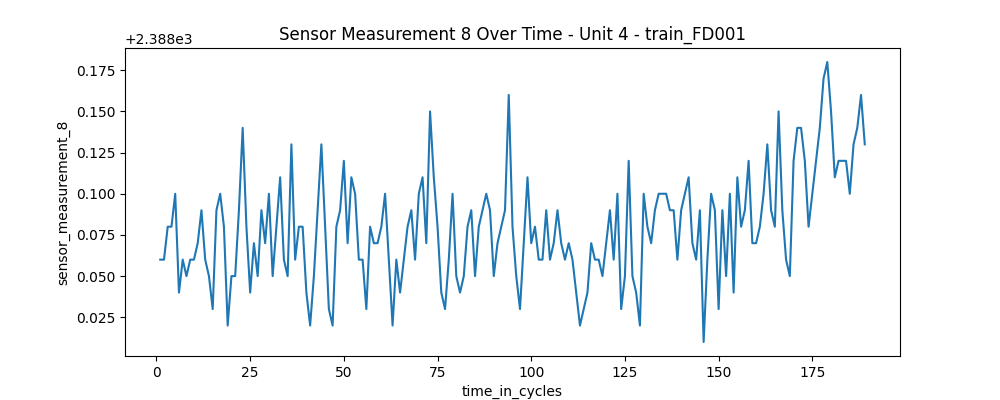 Sensor Measurement 8 Over Time - Unit 4 - train_FD001
+2.388e3
0.175
0.150
0.125
0.100
0.075
0.050
0.025
sensor_measurement_8
0 25 50 75 100 125 150 175
time_in_cycles